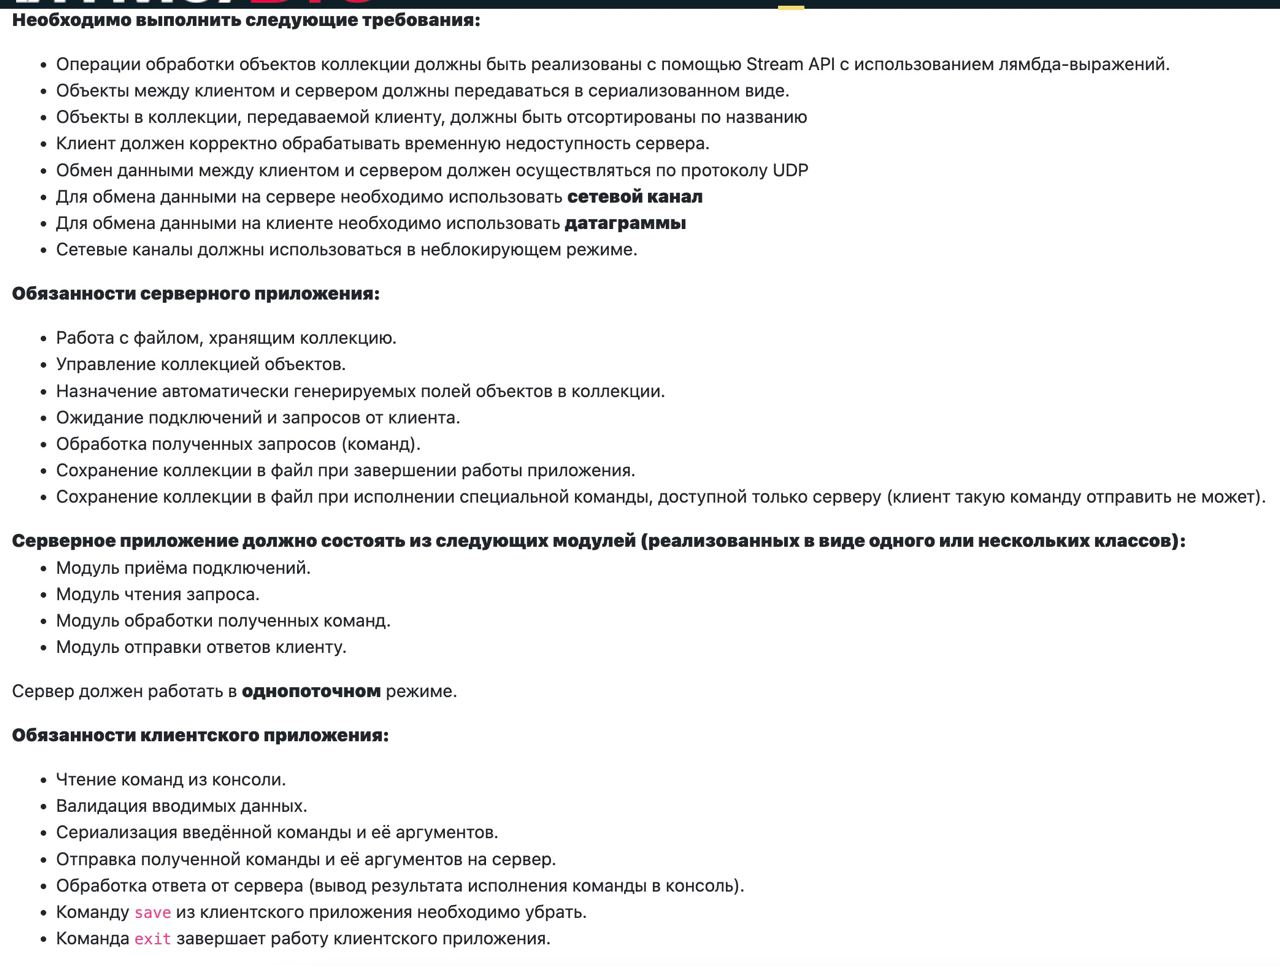 Необходимо выполнить следующие требования:
• Операции обработки объектов коллекции должны быть реализованы с помощью Stream API с использованием лямбда-выражений.
• Объекты между клиентом и сервером должны передаваться в сериализованном виде.
• Объекты в коллекции, передаваемой клиенту, должны быть отсортированы по названию
• Клиент должен корректно обрабатывать временную недоступность сервера.
• Обмен данными между клиентом и сервером должен осуществляться по протоколу UDP
• Для обмена данными на сервере необходимо использовать сетевой канал
• Для обмена данными на клиенте необходимо использовать датаграммы
• Сетевые каналы должны использоваться в неблокирующем режиме.
Обязанности серверного приложения:
• Работа с файлом, хранящим коллекцию.
• Управление коллекцией объектов.
• Назначение автоматически генерируемых полей объектов в коллекции.
• Ожидание подключений и запросов от клиента.
• Обработка полученных запросов (команд).
• Сохранение коллекции в файл при завершении работы приложения.
• Сохранение коллекции в файл при исполнении специальной команды, доступной только серверу (клиент такую команду отправить не может).
Серверное приложение должно состоять из следующих модулей (реализованных в виде одного или нескольких классов):
• Модуль приёма подключений.
• Модуль чтения запроса.
• Модуль обработки полученных команд.
• Модуль отправки ответов клиенту.
Сервер должен работать в однопоточном режиме.
Обязанности клиентского приложения:
• Чтение команд из консоли.
• Валидация вводимых данных.
• Сериализация введённой команды и её аргументов.
• Отправка полученной команды и её аргументов на сервер.
• Обработка ответа от сервера (вывод результата исполнения команды в консоль).
• Команду save из клиентского приложения необходимо убрать.
• Команда exit завершает работу клиентского приложения.